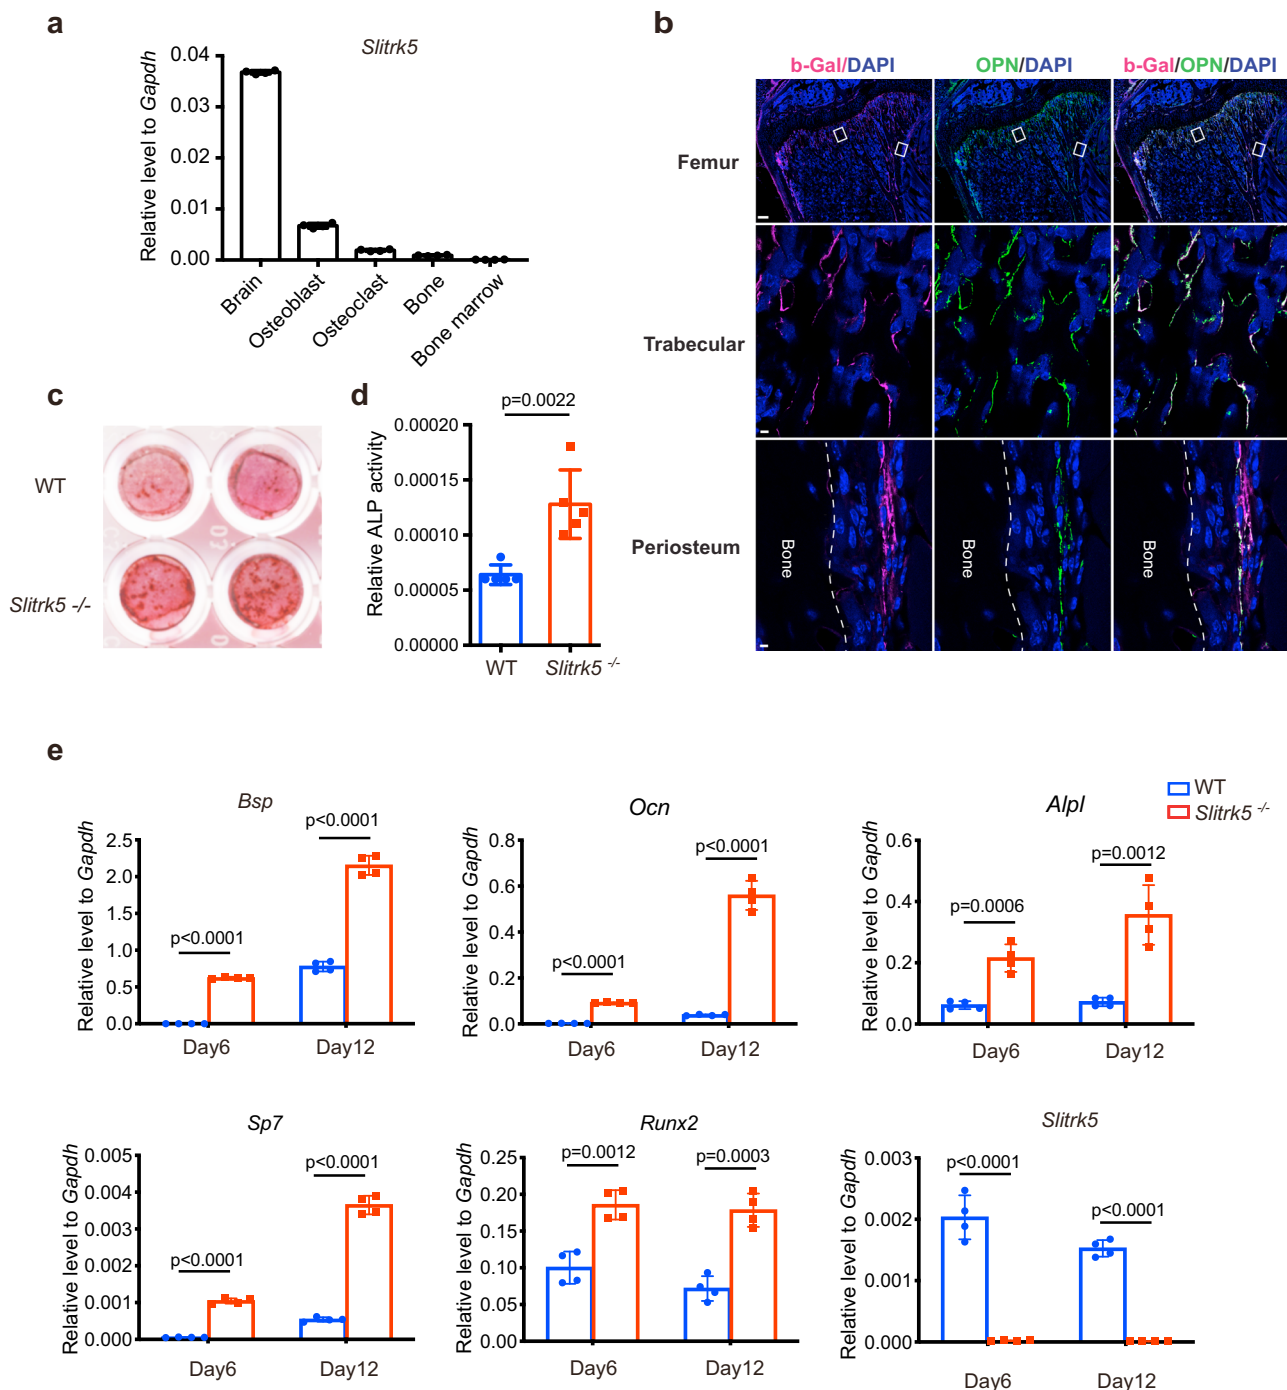 a
Slitrk5
Relative level to Gapdh
0.04
0.03
0.02
0.01
0.00
Brain
Osteoblast
Osteoclast
Bone
Bone marrow
b
b-Gal/DAPI
OPN/DAPI
b-Gal/OPN/DAPI
Femur
Trabecular
Periosteum
Bone
Bone
Bone
c
WT
Slitrk5 -/-
d
p=0.0022
Relative ALP activity
0.00020
0.00015
0.00010
0.00005
0.00000
WT
Slitrk5 -/-
e
WT
Slitrk5 -/-
Bsp
Relative level to Gapdh
2.5
2.0
1.5
1.0
0.5
0.0
p<0.0001
p<0.0001
Day6
Day12
Ocn
Relative level to Gapdh
0.8
0.6
0.4
0.2
0.0
p<0.0001
p<0.0001
Day6
Day12
Alpl
Relative level to Gapdh
0.6
0.4
0.2
0.0
p=0.0006
p=0.0012
Day6
Day12
Sp7
Relative level to Gapdh
0.005
0.004
0.003
0.002
0.001
0.000
p<0.0001
p<0.0001
Day6
Day12
Runx2
Relative level to Gapdh
0.25
0.20
0.15
0.10
0.05
0.00
p=0.0012
p=0.0003
Day6
Day12
Slitrk5
Relative level to Gapdh
0.003
0.002
0.001
0.000
p<0.0001
p<0.0001
Day6
Day12